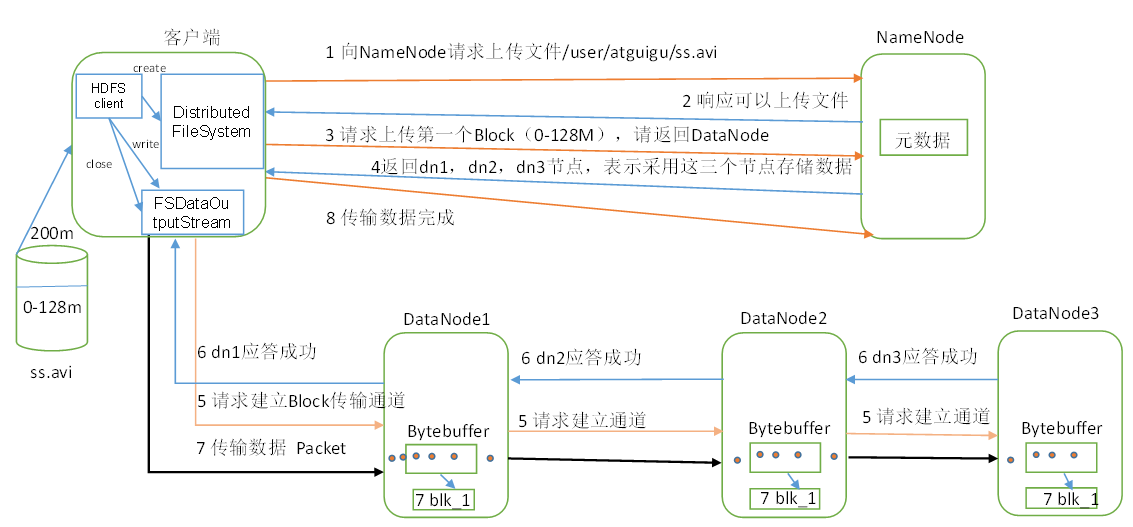 客户端
NameNode
1 向NameNode请求上传文件/user/atguigu/ss.avi
create
HDFS
client
Distributed
FileSystem
2 响应可以上传文件
3 请求上传第一个Block（0-128M），请返回DataNode
元数据
write
close
4返回dn1，dn2，dn3节点，表示采用这三个节点存储数据
FSDataOu
tputStream
8 传输数据完成
200m
0-128m
ss.avi
DataNode1
DataNode2
DataNode3
6 dn1应答成功
6 dn2应答成功
6 dn3应答成功
5 请求建立Block传输通道
5 请求建立通道
5 请求建立通道
Bytebuffer
Bytebuffer
Bytebuffer
7 传输数据 Packet
7 blk_1
7 blk_1
7 blk_1